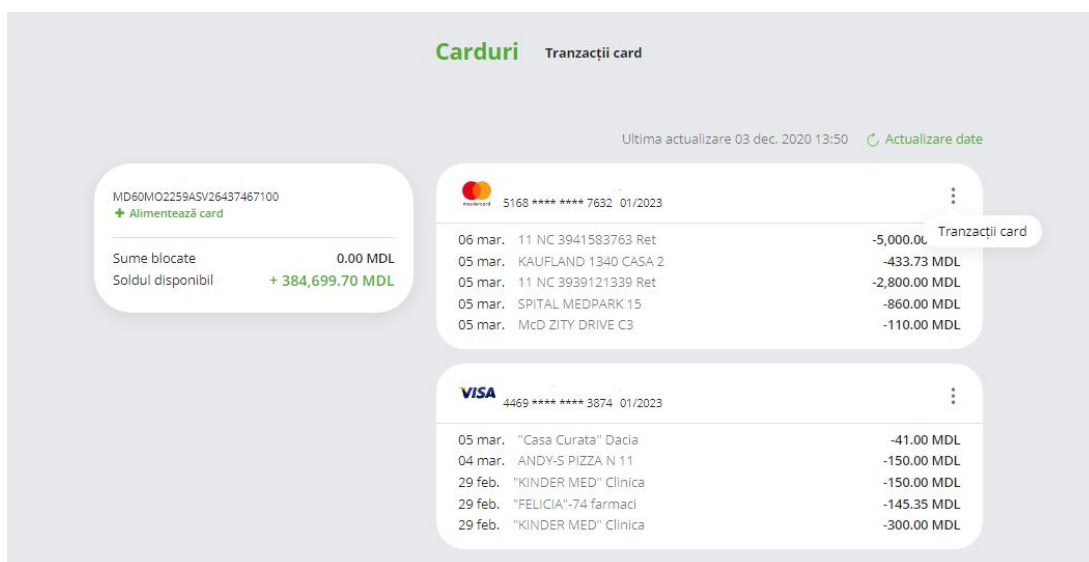 Carduri Tranzacții card
Ultima actualizare 03 dec. 2020 13:50 Actualizare date
MD60MO2259ASV26437467100
+ Alimentează card
Sume blocate 0.00 MDL
Soldul disponibil + 384,699.70 MDL
mastercard
5168 **** **** 7632 01/2023
Tranzacții card
06 mar. 11 NC 3941583763 Ret -5,000.00
05 mar. KAUFLAND 1340 CASA 2 -433.73 MDL
05 mar. 11 NC 3939121339 Ret -2,800.00 MDL
05 mar. SPITAL MEDPARK 15 -860.00 MDL
05 mar. McD ZITY DRIVE C3 -110.00 MDL
VISA
4469 **** **** 3874 01/2023
05 mar. "Casa Curata" Dacia -41.00 MDL
04 mar. ANDY-S PIZZA N 11 -150.00 MDL
29 feb. "KINDER MED" Clinica -150.00 MDL
29 feb. "FELICIA"-74 farmaci -145.35 MDL
29 feb. "KINDER MED" Clinica -300.00 MDL